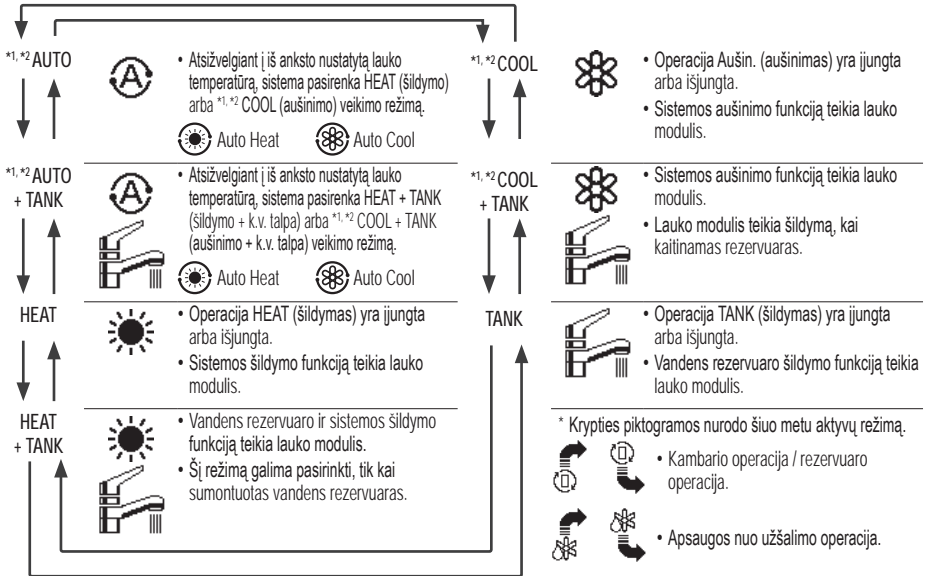 *1, *2 AUTO
• Atsižvelgiant į iš anksto nustatytą lauko
temperatūrą, sistema pasirenka HEAT (šildymo)
arba *1, *2 COOL (aušinimo) veikimo režimą.
Auto Heat Auto Cool
*1, *2 AUTO
+ TANK
• Atsižvelgiant į iš anksto nustatytą lauko
temperatūrą, sistema pasirenka HEAT + TANK
(šildymo + k.v. talpa) arba *1, *2 COOL + TANK
(aušinimo + k.v. talpa) veikimo režimą.
Auto Heat Auto Cool
HEAT
• Operacija HEAT (šildymas) yra įjungta
arba išjungta.
• Sistemos šildymo funkciją teikia lauko
modulis.
HEAT
+ TANK
• Vandens rezervuaro ir sistemos šildymo
funkciją teikia lauko modulis.
• Šį režimą galima pasirinkti, tik kai
sumontuotas vandens rezervuaras.
*1, *2 COOL
• Operacija Aušin. (aušinimas) yra įjungta
arba išjungta.
• Sistemos aušinimo funkciją teikia lauko
modulis.
*1, *2 COOL
+ TANK
• Sistemos aušinimo funkciją teikia lauko
modulis.
• Lauko modulis teikia šildymą, kai
kaitinamas rezervuaras.
TANK
• Operacija TANK (šildymas) yra įjungta
arba išjungta.
• Vandens rezervuaro šildymo funkciją teikia
lauko modulis.
* Krypties piktogramos nurodo šiuo metu aktyvų režimą.
• Kambario operacija / rezervuaro
operacija.
• Apsaugos nuo užšalimo operacija.